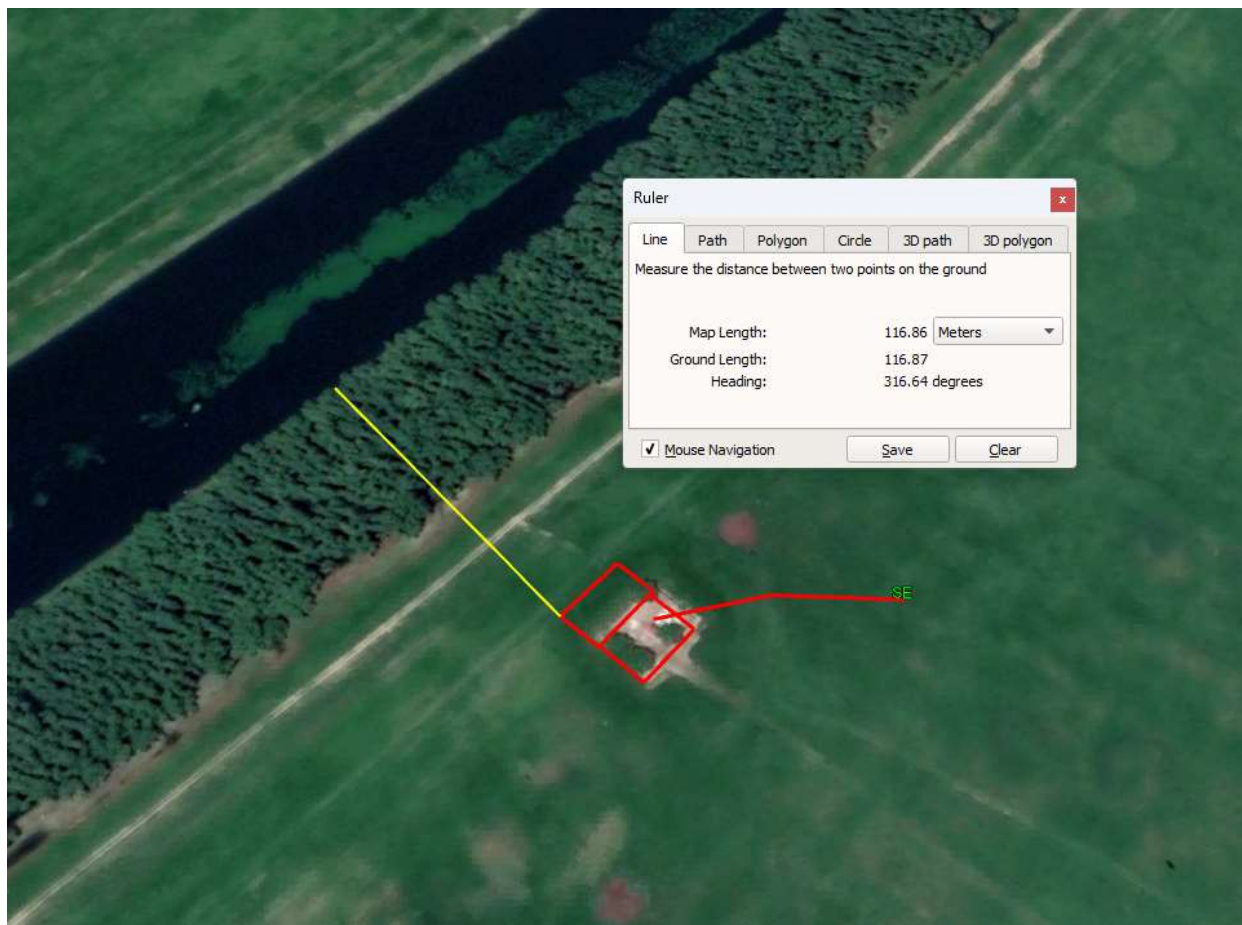 Ruler
x
Line Path Polygon Circle 3D path 3D polygon
Measure the distance between two points on the ground
Map Length: 116.86 Meters
Ground Length: 116.87
Heading: 316.64 degrees
Mouse Navigation Save Clear
SE